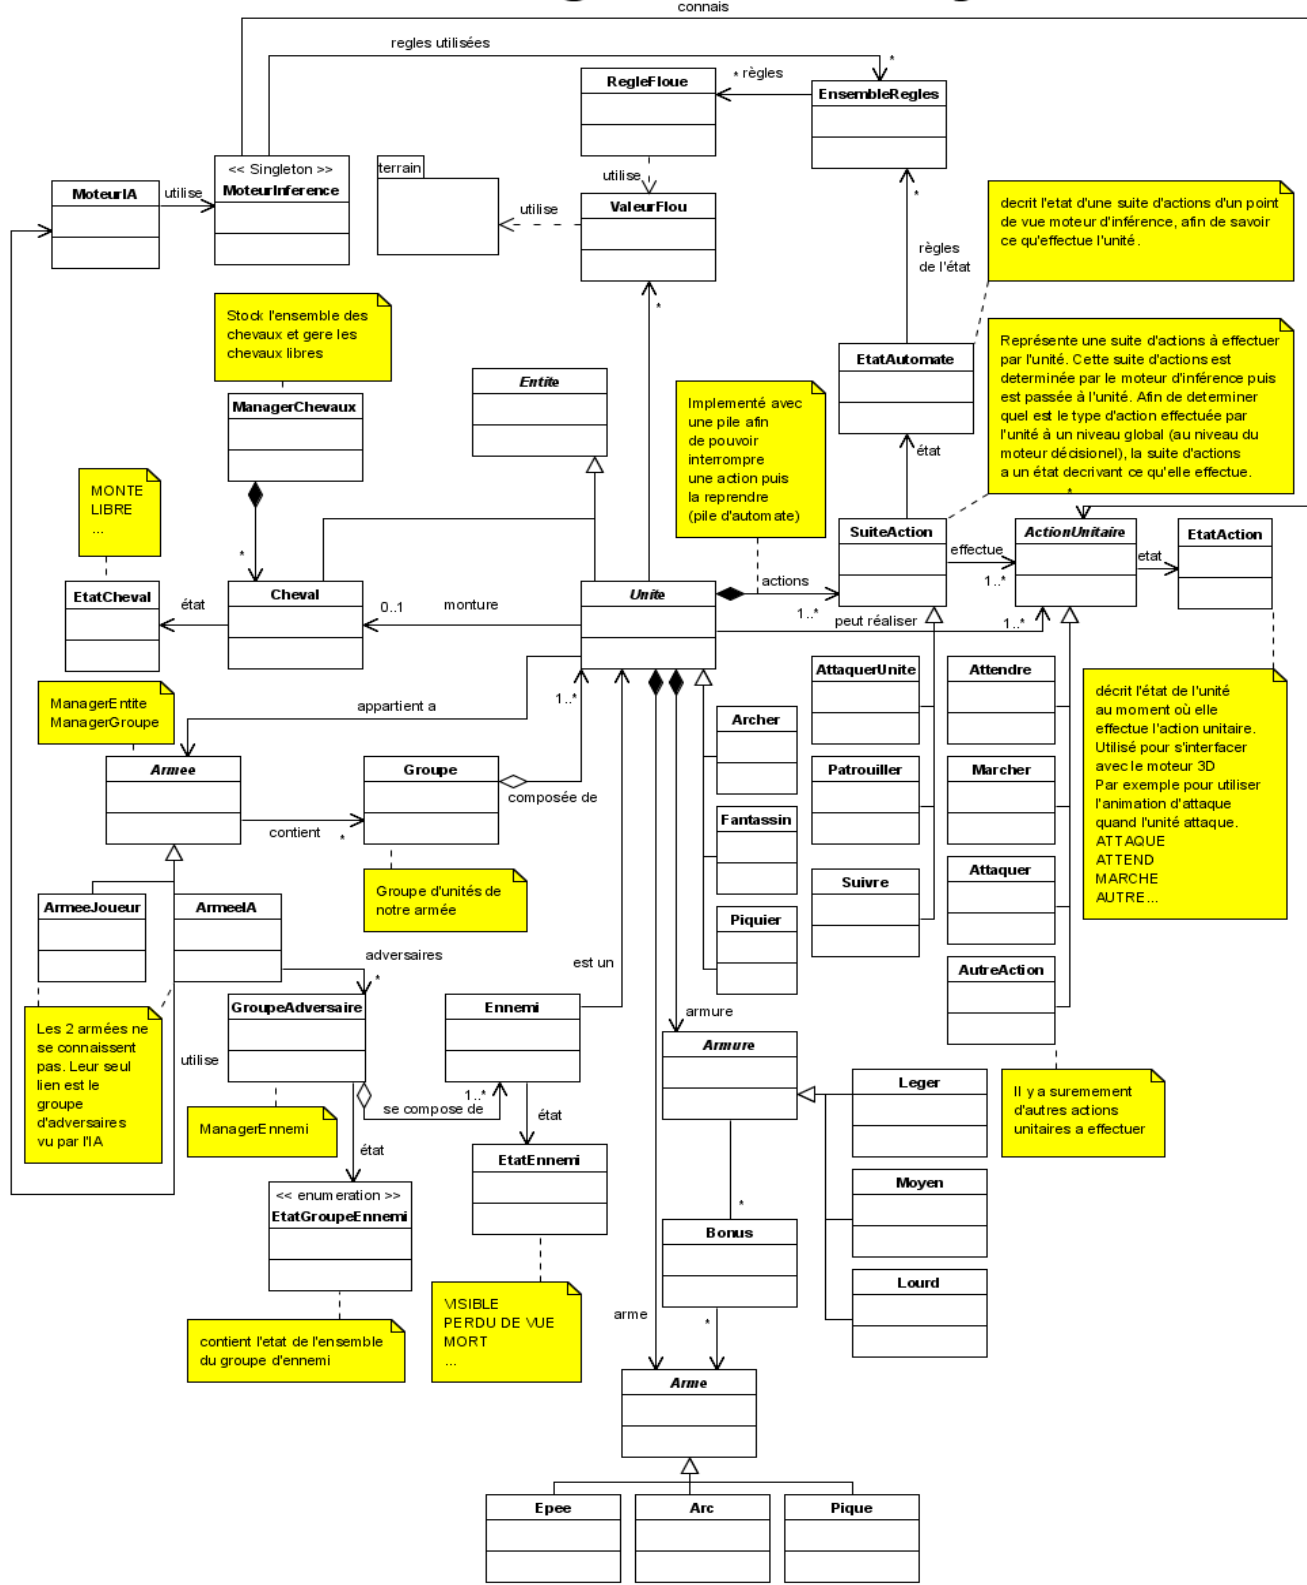 connais
regles utilisées
*
RegleFloue
* règles
EnsembleRegles
<< Singleton >>
MoteurInference
MoteurIA
utilise
terrain
utilise
utilise
ValeurFlou
*
*
règles
de l'état
decrit l'etat d'une suite d'actions d'un point
de vue moteur d'inférence, afin de savoir
ce qu'effectue l'unité.
Stock l'ensemble des
chevaux et gere les
chevaux libres
Représente une suite d'actions à effectuer
par l'unité. Cette suite d'actions est
determinée par le moteur d'inférence puis
est passée à l'unité. Afin de determiner
quel est le type d'action effectuée par
l'unité à un niveau global (au niveau du
moteur décisionel), la suite d'actions
a un état decrivant ce qu'elle effectue.
EtatAutomate
Entite
ManagerChevaux
Implementé avec
une pile afin
de pouvoir
interrompre
une action puis
la reprendre
(pile d'automate)
état
MONTE
LIBRE
...
*
*
SuiteAction
effectue
1..*
ActionUnitaire
etat
EtatAction
EtatCheval
état
Cheval
0..1
monture
Unite
actions
1..*
peut réaliser
1..*
ManagerEntite
ManagerGroupe
appartient a
1..*
AttaquerUnite
Attendre
décrit l'état de l'unité
au moment où elle
effectue l'action unitaire.
Utilisé pour s'interfacer
avec le moteur 3D
Par exemple pour utiliser
l'animation d'attaque
quand l'unité attaque.
ATTAQUE
ATTEND
MARCHE
AUTRE...
Archer
Armee
Groupe
composée de
Patrouiller
Marcher
contient
*
Fantassin
Groupe d'unités de
notre armée
Suivre
Attaquer
ArmeeJoueur
ArmeeIA
Piquier
adversaires
*
est un
AutreAction
GroupeAdversaire
Ennemi
armure
Les 2 armées ne
se connaissent
pas. Leur seul
lien est le
groupe
d'adversaires
vu par l'IA
utilise
Armure
Leger
Il y a suremement
d'autres actions
unitaires a effectuer
ManagerEnnemi
se compose de
1..*
état
état
EtatEnnemi
Moyen
<< enumeration >>
EtatGroupeEnnemi
*
Bonus
Lourd
VISIBLE
PERDU DE VUE
MORT
...
contient l'etat de l'ensemble
du groupe d'ennemi
arme
*
Arme
Epee
Arc
Pique